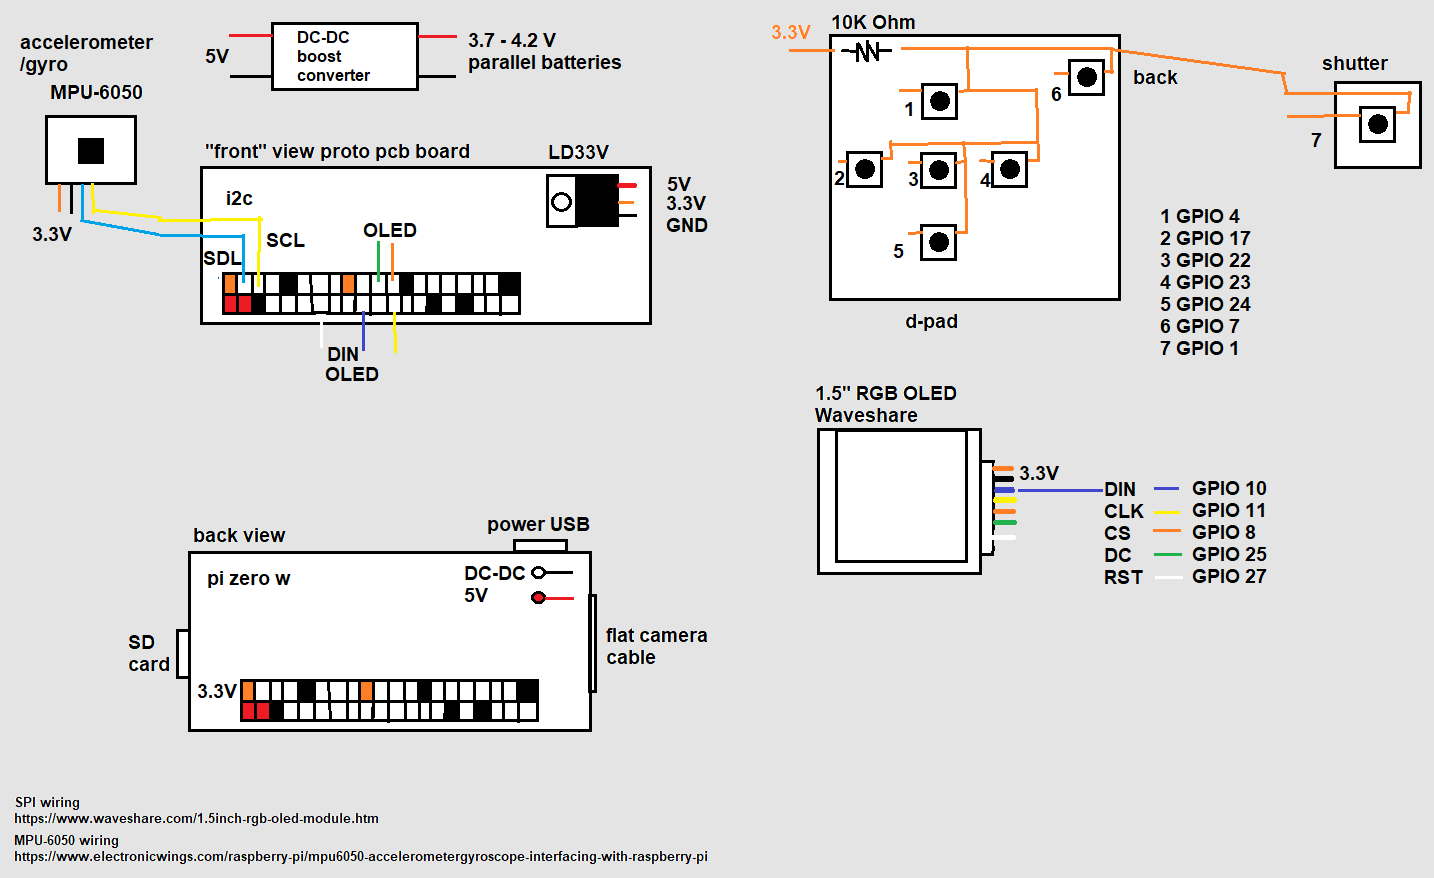 accelerometer
/gyro
MPU-6050
3.3V
5V
DC-DC
boost
converter
3.7 - 4.2 V
parallel batteries
"front" view proto pcb board
LD33V
i2c
SCL
SDL
OLED
5V
3.3V
GND
DIN
OLED
3.3V
10K Ohm
1
2
3
4
5
6
back
d-pad
shutter
7
1 GPIO 4
2 GPIO 17
3 GPIO 22
4 GPIO 23
5 GPIO 24
6 GPIO 7
7 GPIO 1
1.5" RGB OLED
Waveshare
3.3V
DIN GPIO 10
CLK GPIO 11
CS GPIO 8
DC GPIO 25
RST GPIO 27
back view
power USB
pi zero w
DC-DC
5V
SD
card
flat camera
cable
3.3V
SPI wiring
https://www.waveshare.com/1.5inch-rgb-oled-module.htm
MPU-6050 wiring
https://www.electronicwings.com/raspberry-pi/mpu6050-accelerometergyroscope-interfacing-with-raspberry-pi